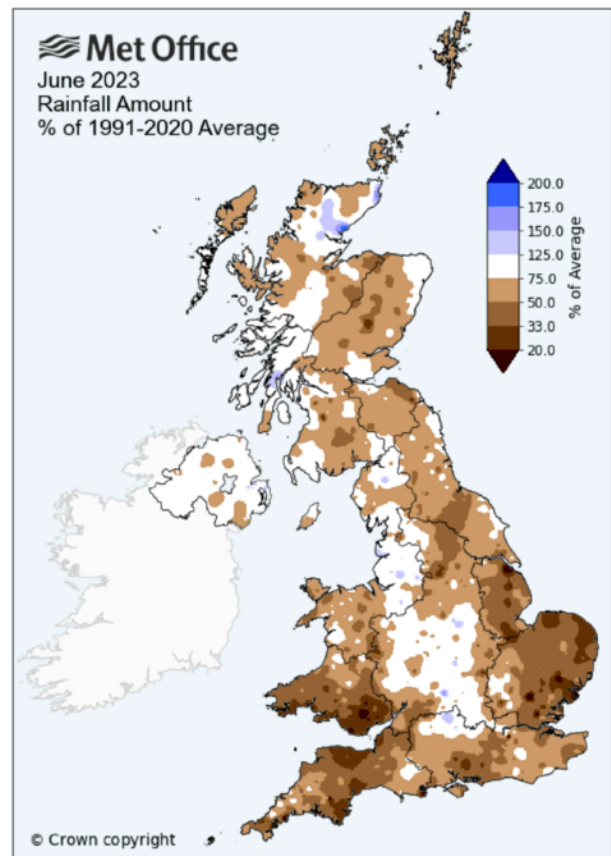 Met Office
June 2023
Rainfall Amount
% of 1991-2020 Average
200.0
175.0
150.0
125.0
75.0
50.0
33.0
20.0
% of Average
© Crown copyright